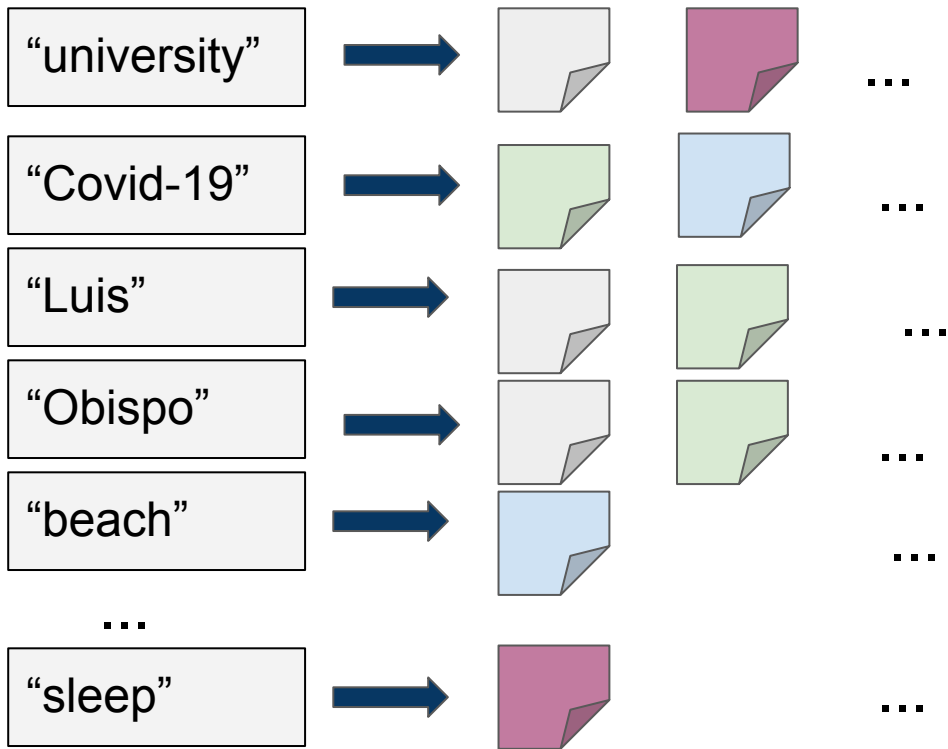 “university”
...
“Covid-19”
...
“Luis”
...
“Obispo”
...
“beach”
...
...
“sleep”
...